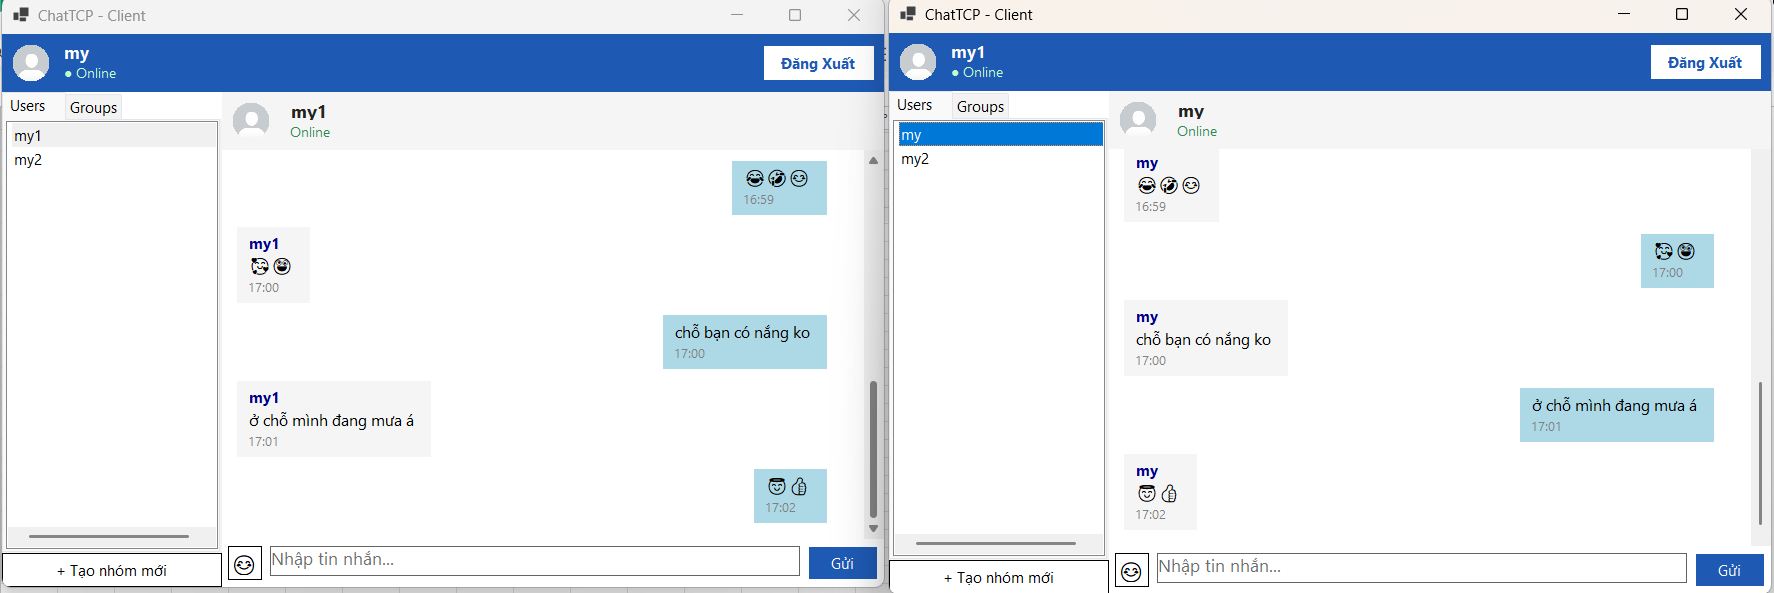 ChatTCP - Client
my
● Online
Đăng Xuất
Users
Groups
my1
my2
my1
Online
😂🤣😊
16:59
my1
🥰🤩
17:00
chỗ bạn có nắng ko
17:00
my1
ở chỗ mình đang mưa á
17:01
😇👍
17:02
+ Tạo nhóm mới
😊
Nhập tin nhắn...
Gửi
ChatTCP - Client
my1
● Online
Đăng Xuất
Users
Groups
my
my2
my
Online
my
😂🤣😊
16:59
🥰🤩
17:00
my
chỗ bạn có nắng ko
17:00
ở chỗ mình đang mưa á
17:01
my
😇👍
17:02
+ Tạo nhóm mới
😊
Nhập tin nhắn...
Gửi